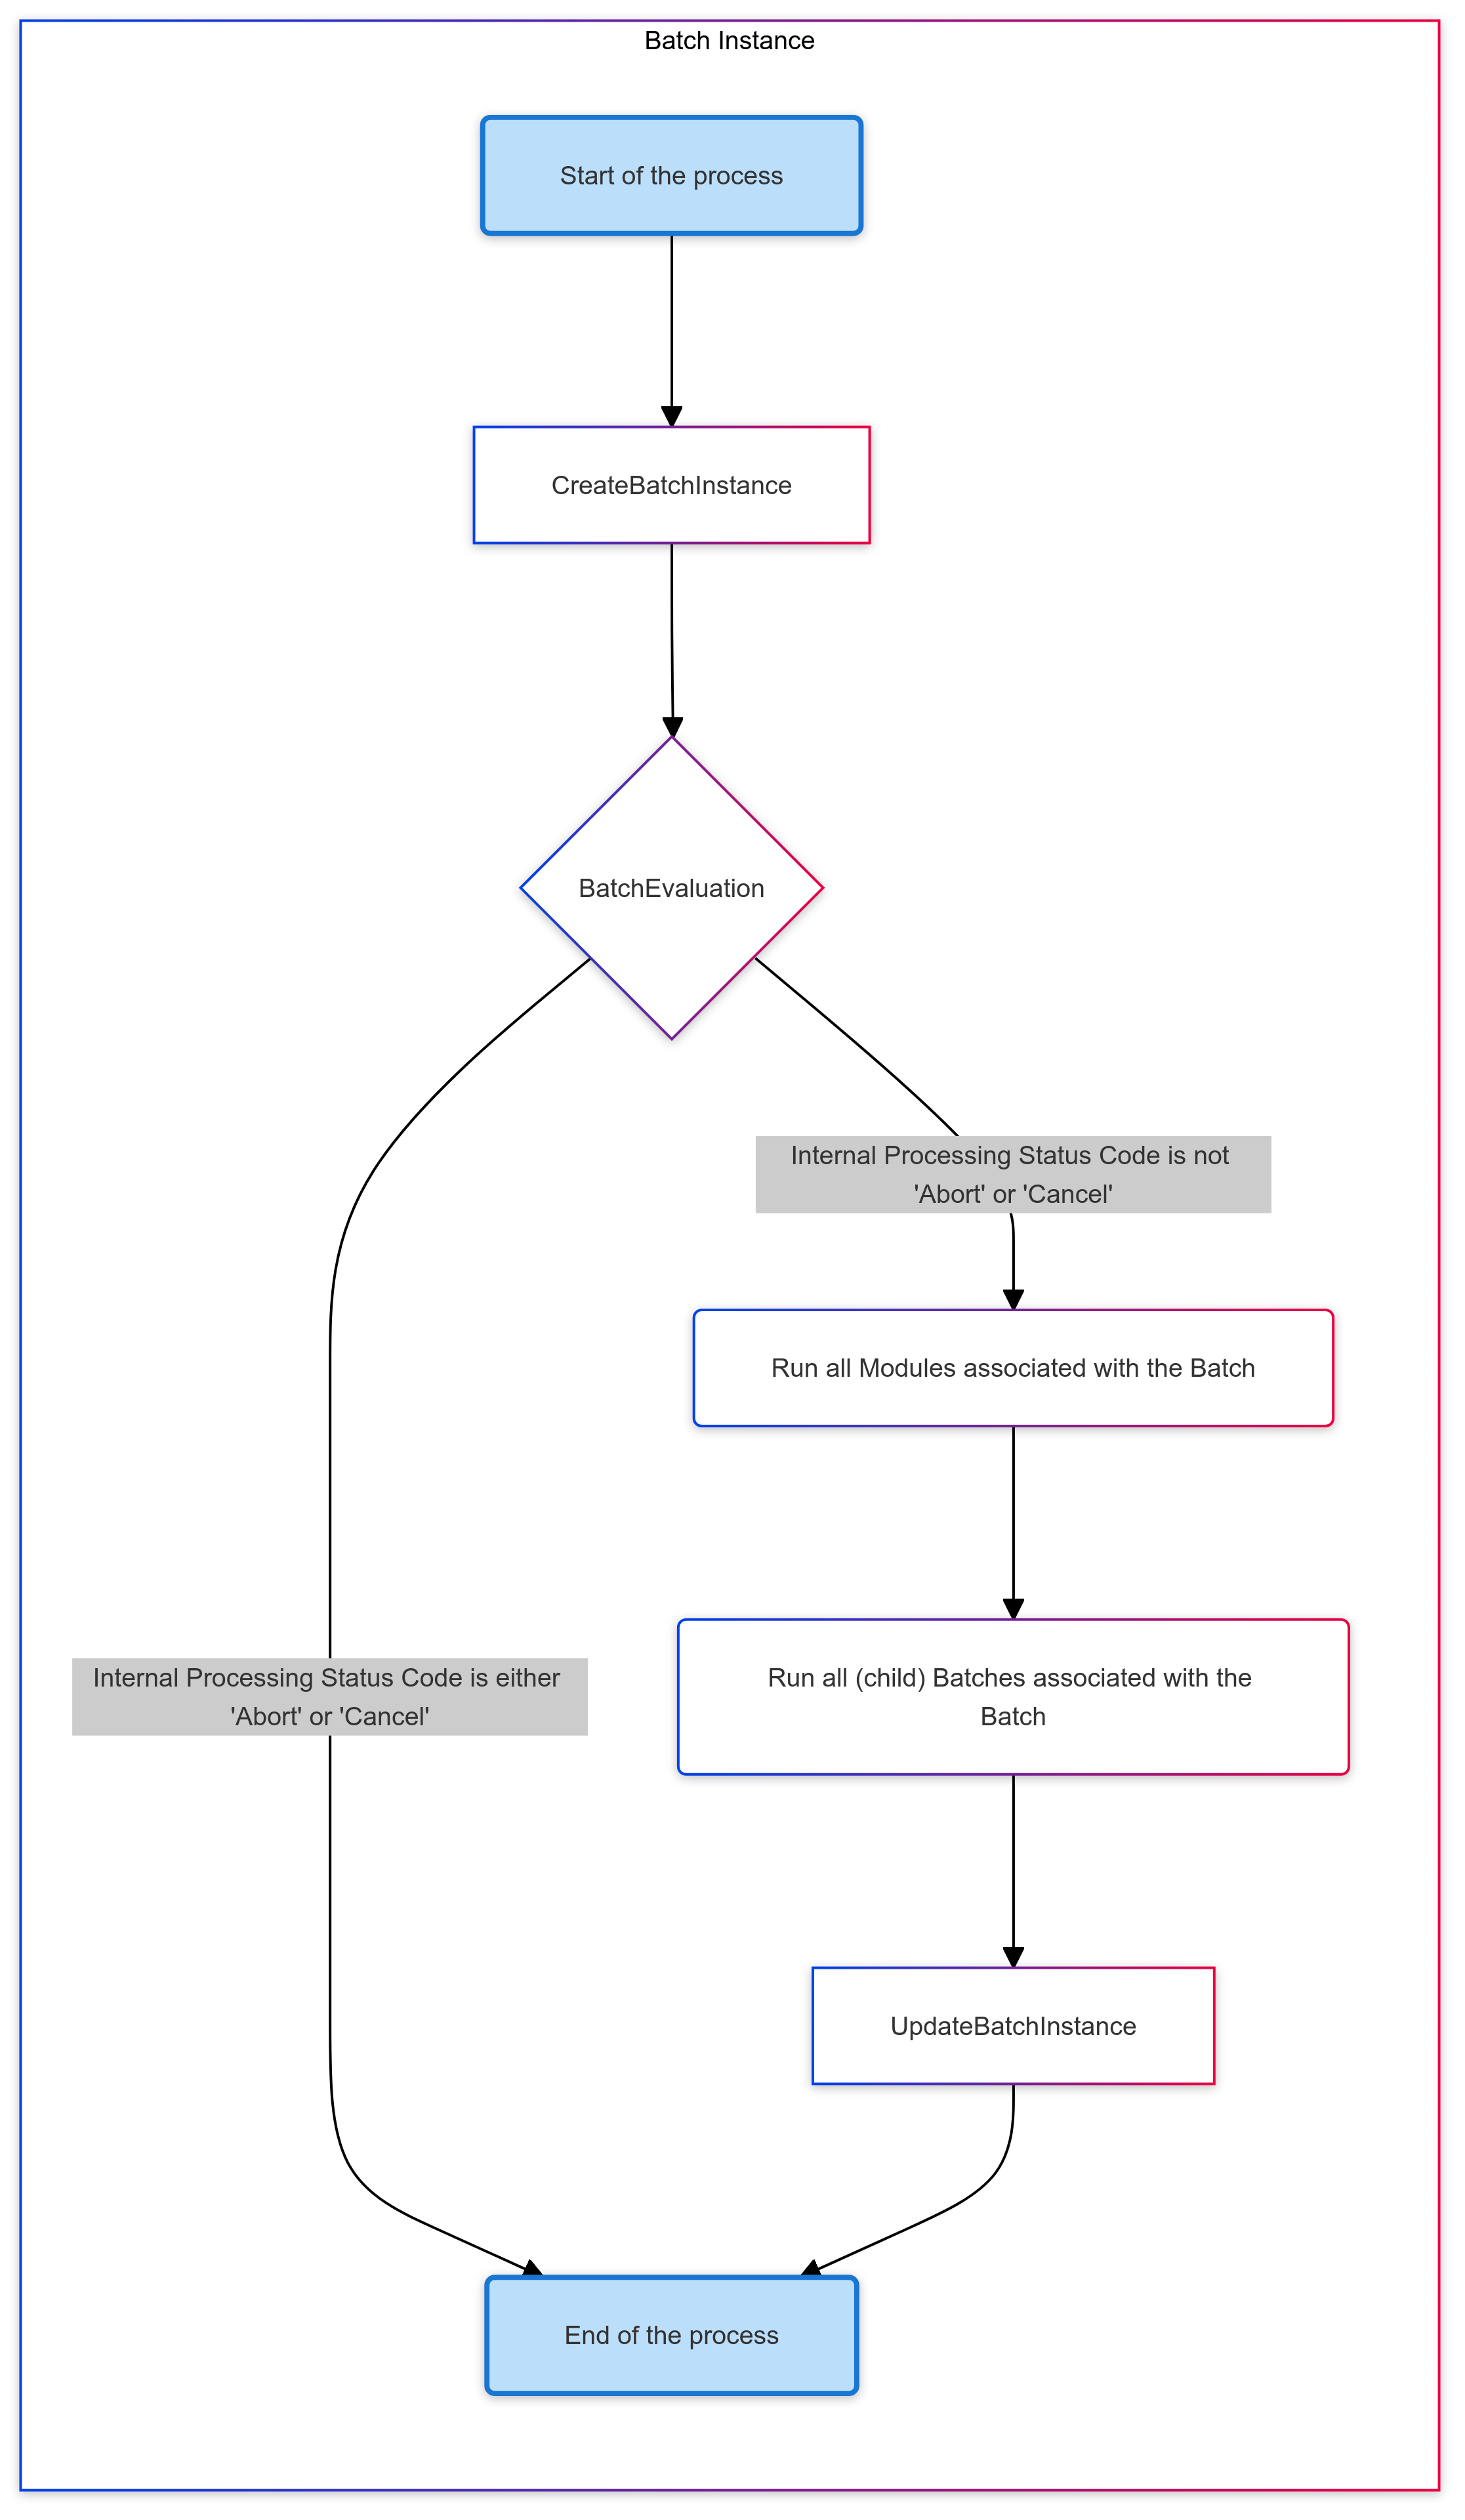 Batch Instance
Start of the process
CreateBatchInstance
BatchEvaluation
Internal Processing Status Code is not
'Abort' or 'Cancel'
Run all Modules associated with the Batch
Internal Processing Status Code is either
'Abort' or 'Cancel'
Run all (child) Batches associated with the
Batch
UpdateBatchInstance
End of the process